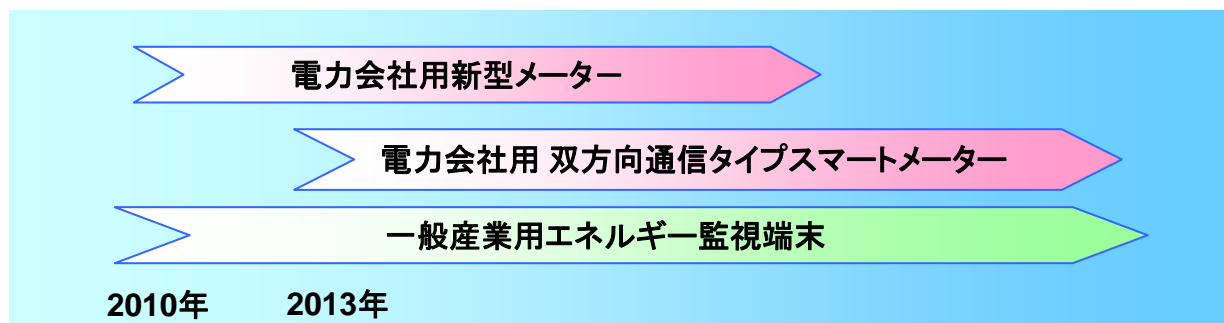 電力会社用新型メーター
電力会社用 双方向通信タイプスマートメーター
一般産業用エネルギー監視端末
2010年 2013年